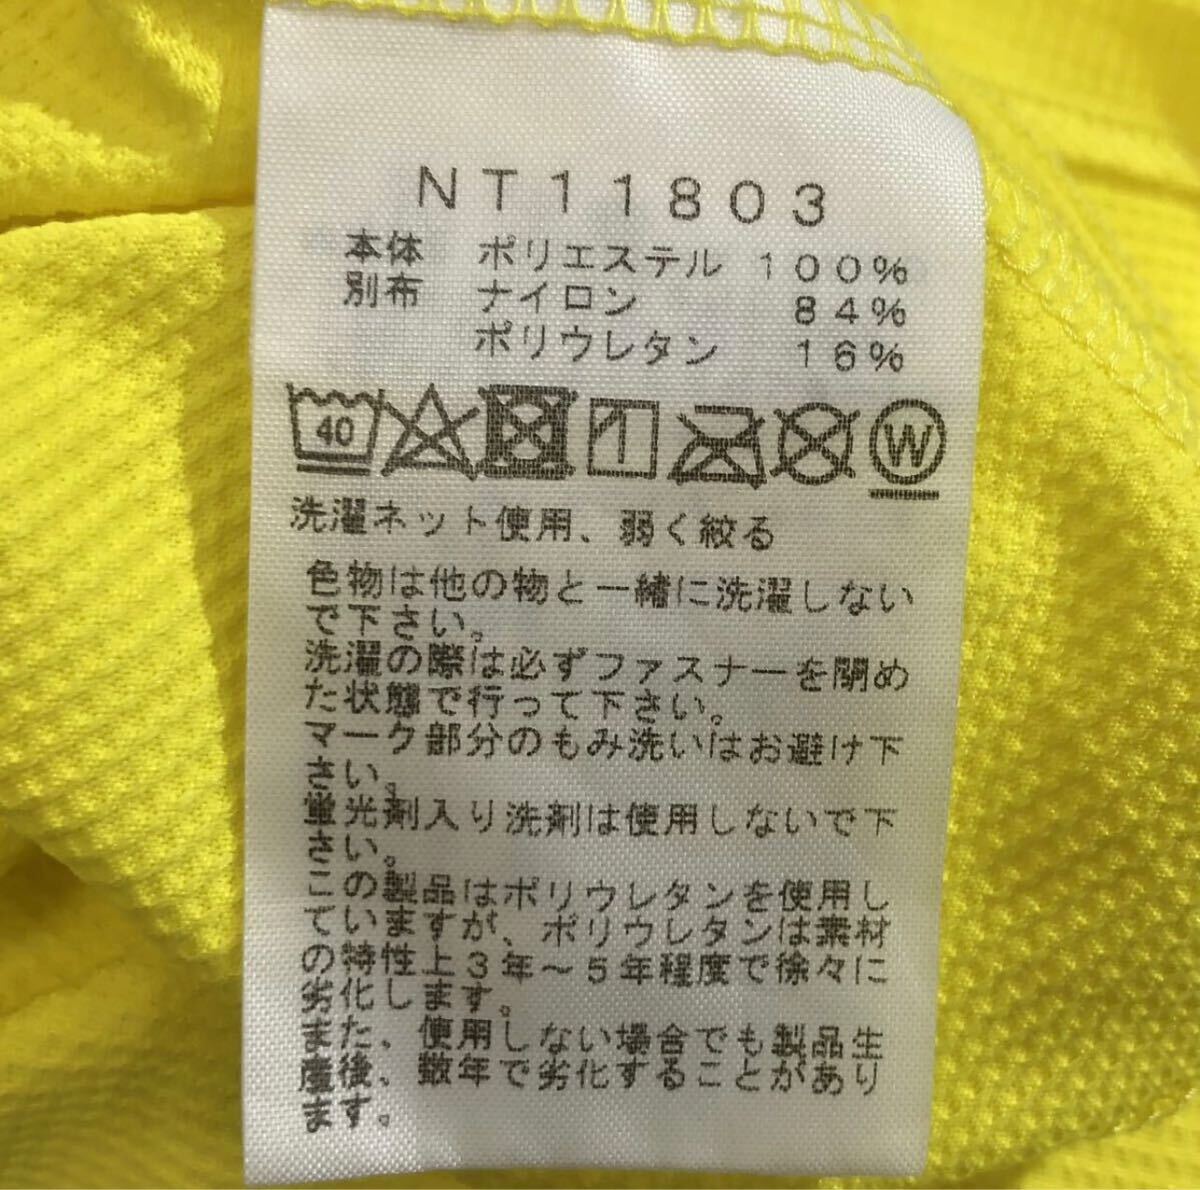 NT11803
本体 ポリエステル 100%
別布 ナイロン 84%
ポリウレタン 16%
40 W
洗濯ネット使用、弱く絞る
色物は他の物と一緒に洗濯しない
で下さい。
洗濯の際は必ずファスナーを閉め
た状態で行って下さい。
マーク部分のもみ洗いはお避け下
さい。
蛍光剤入り洗剤は使用しないで下
さい。
この製品はポリウレタンを使用し
ていますが、ポリウレタンは素材
の特性上3年~5年程度で徐々に
劣化します。
また、使用しない場合でも製品生
産後、数年で劣化することがあり
ます。